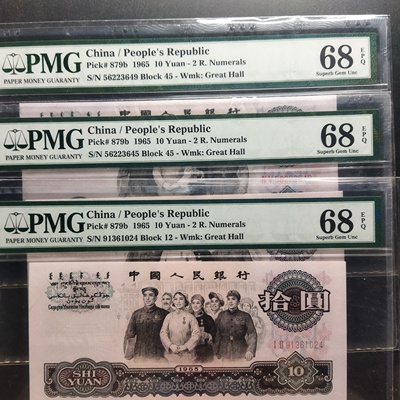 PMG
PAPER MONEY GUARANTY
China / People's Republic
Pick# 879b 1965 10 Yuan - 2 R. Numerals
S/N 56223649 Block 45 - Wmk: Great Hall
68 EPQ
Superb Gem Unc
PMG
PAPER MONEY GUARANTY
China / People's Republic
Pick# 879b 1965 10 Yuan - 2 R. Numerals
S/N 56223645 Block 45 - Wmk: Great Hall
68 EPQ
Superb Gem Unc
PMG
PAPER MONEY GUARANTY
China / People's Republic
Pick# 879b 1965 10 Yuan - 2 R. Numerals
S/N 91361024 Block 12 - Wmk: Great Hall
68 EPQ
Superb Gem Unc
中國人民銀行
拾圓
I II 91361024
1965
SHI YUAN
10